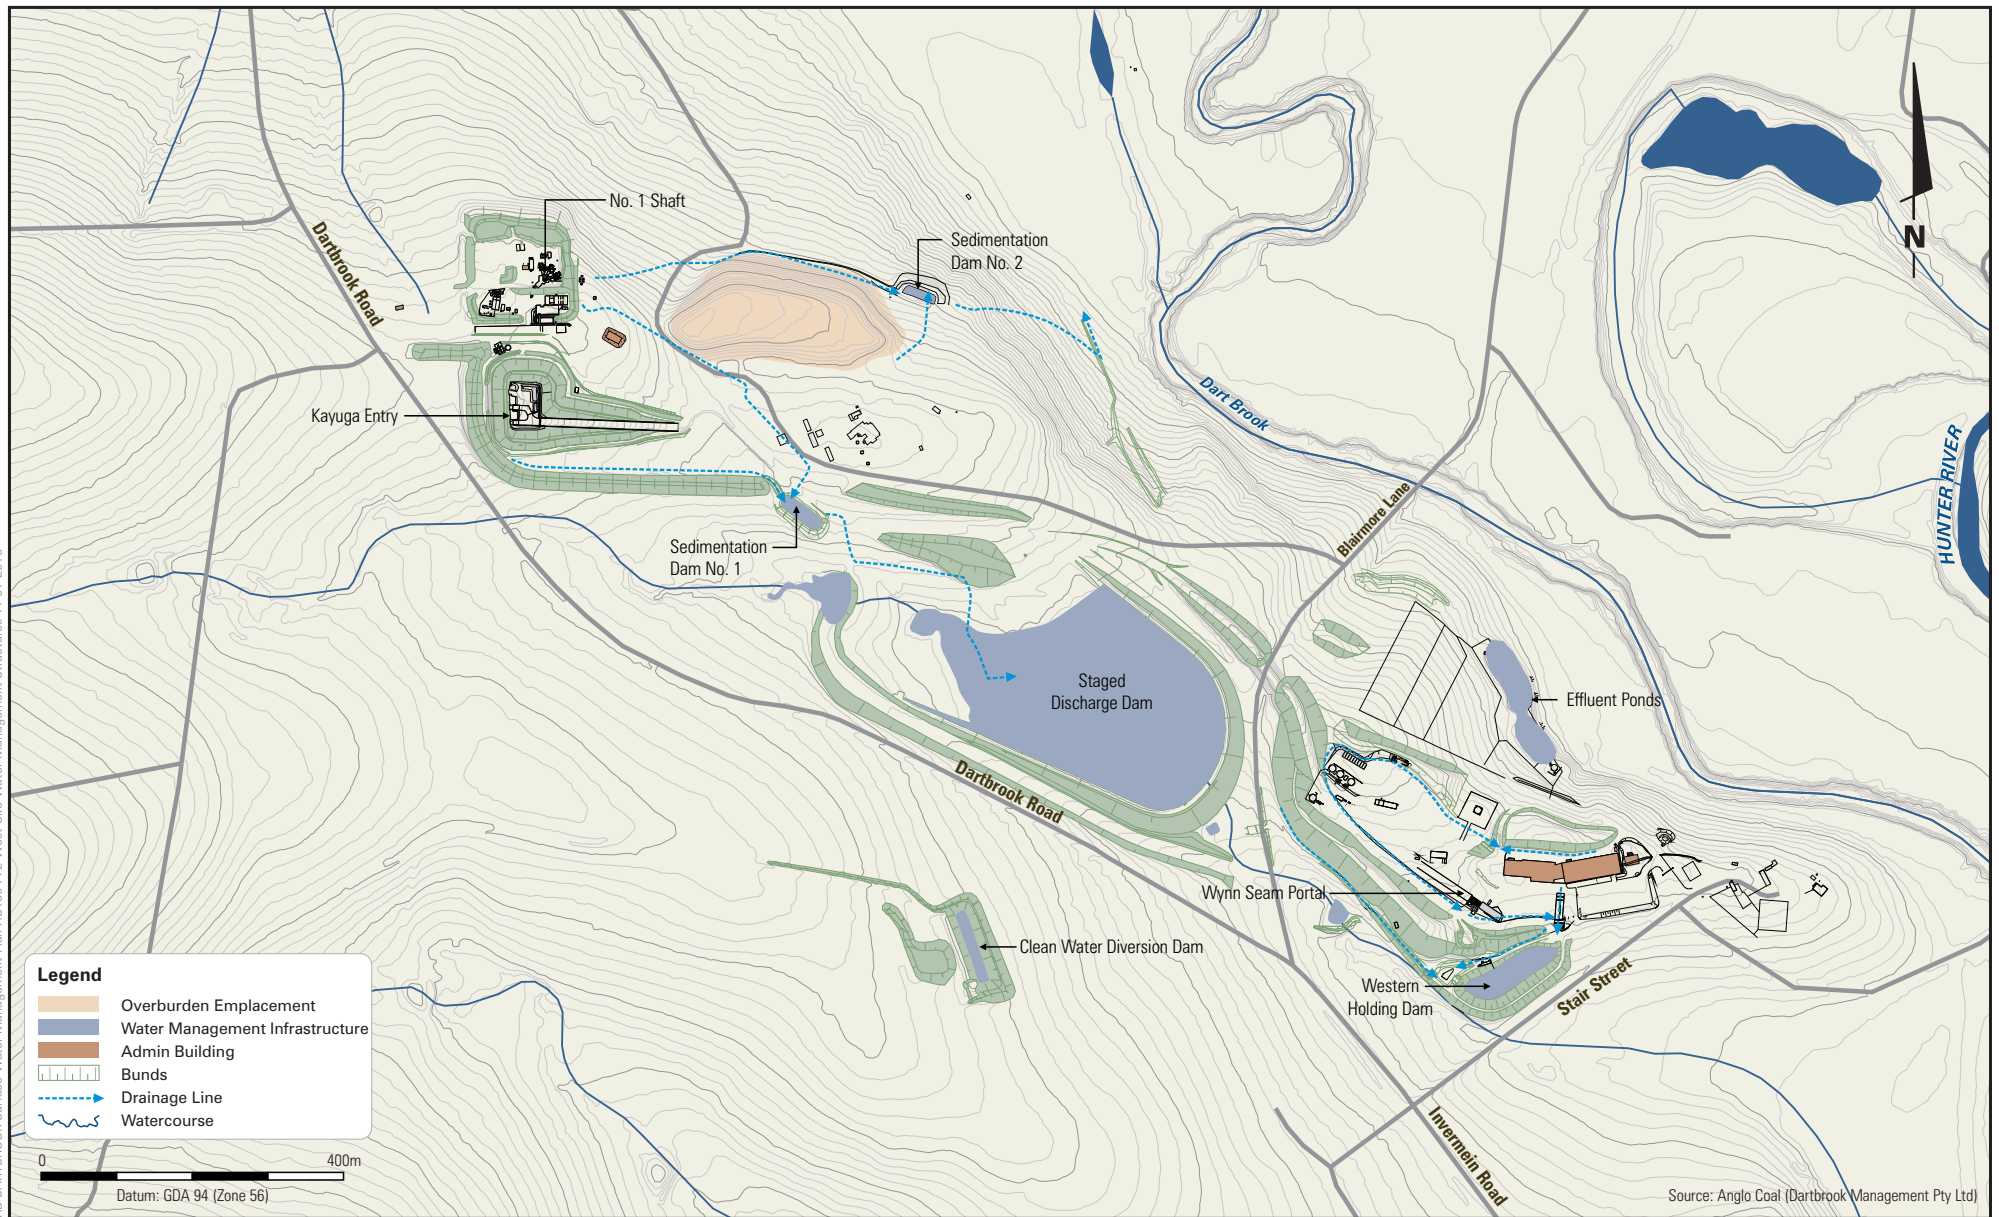 No. 1 Shaft
Sedimentation
Dam No. 2
N
Dartbrook Road
Kayuga Entry
Dart Brook
HUNTER RIVER
Blairmore Lane
Sedimentation
Dam No. 1
Staged
Discharge Dam
Effluent Ponds
Dartbrook Road
Wynn Seam Portal
Clean Water Diversion Dam
Western
Holding Dam
Stair Street
Invermein Road
Legend
Overburden Emplacement
Water Management Infrastructure
Admin Building
Bunds
Drainage Line
Watercourse
0 400m
Datum: GDA 94 (Zone 56)
Source: Anglo Coal (Dartbrook Management Pty Ltd)